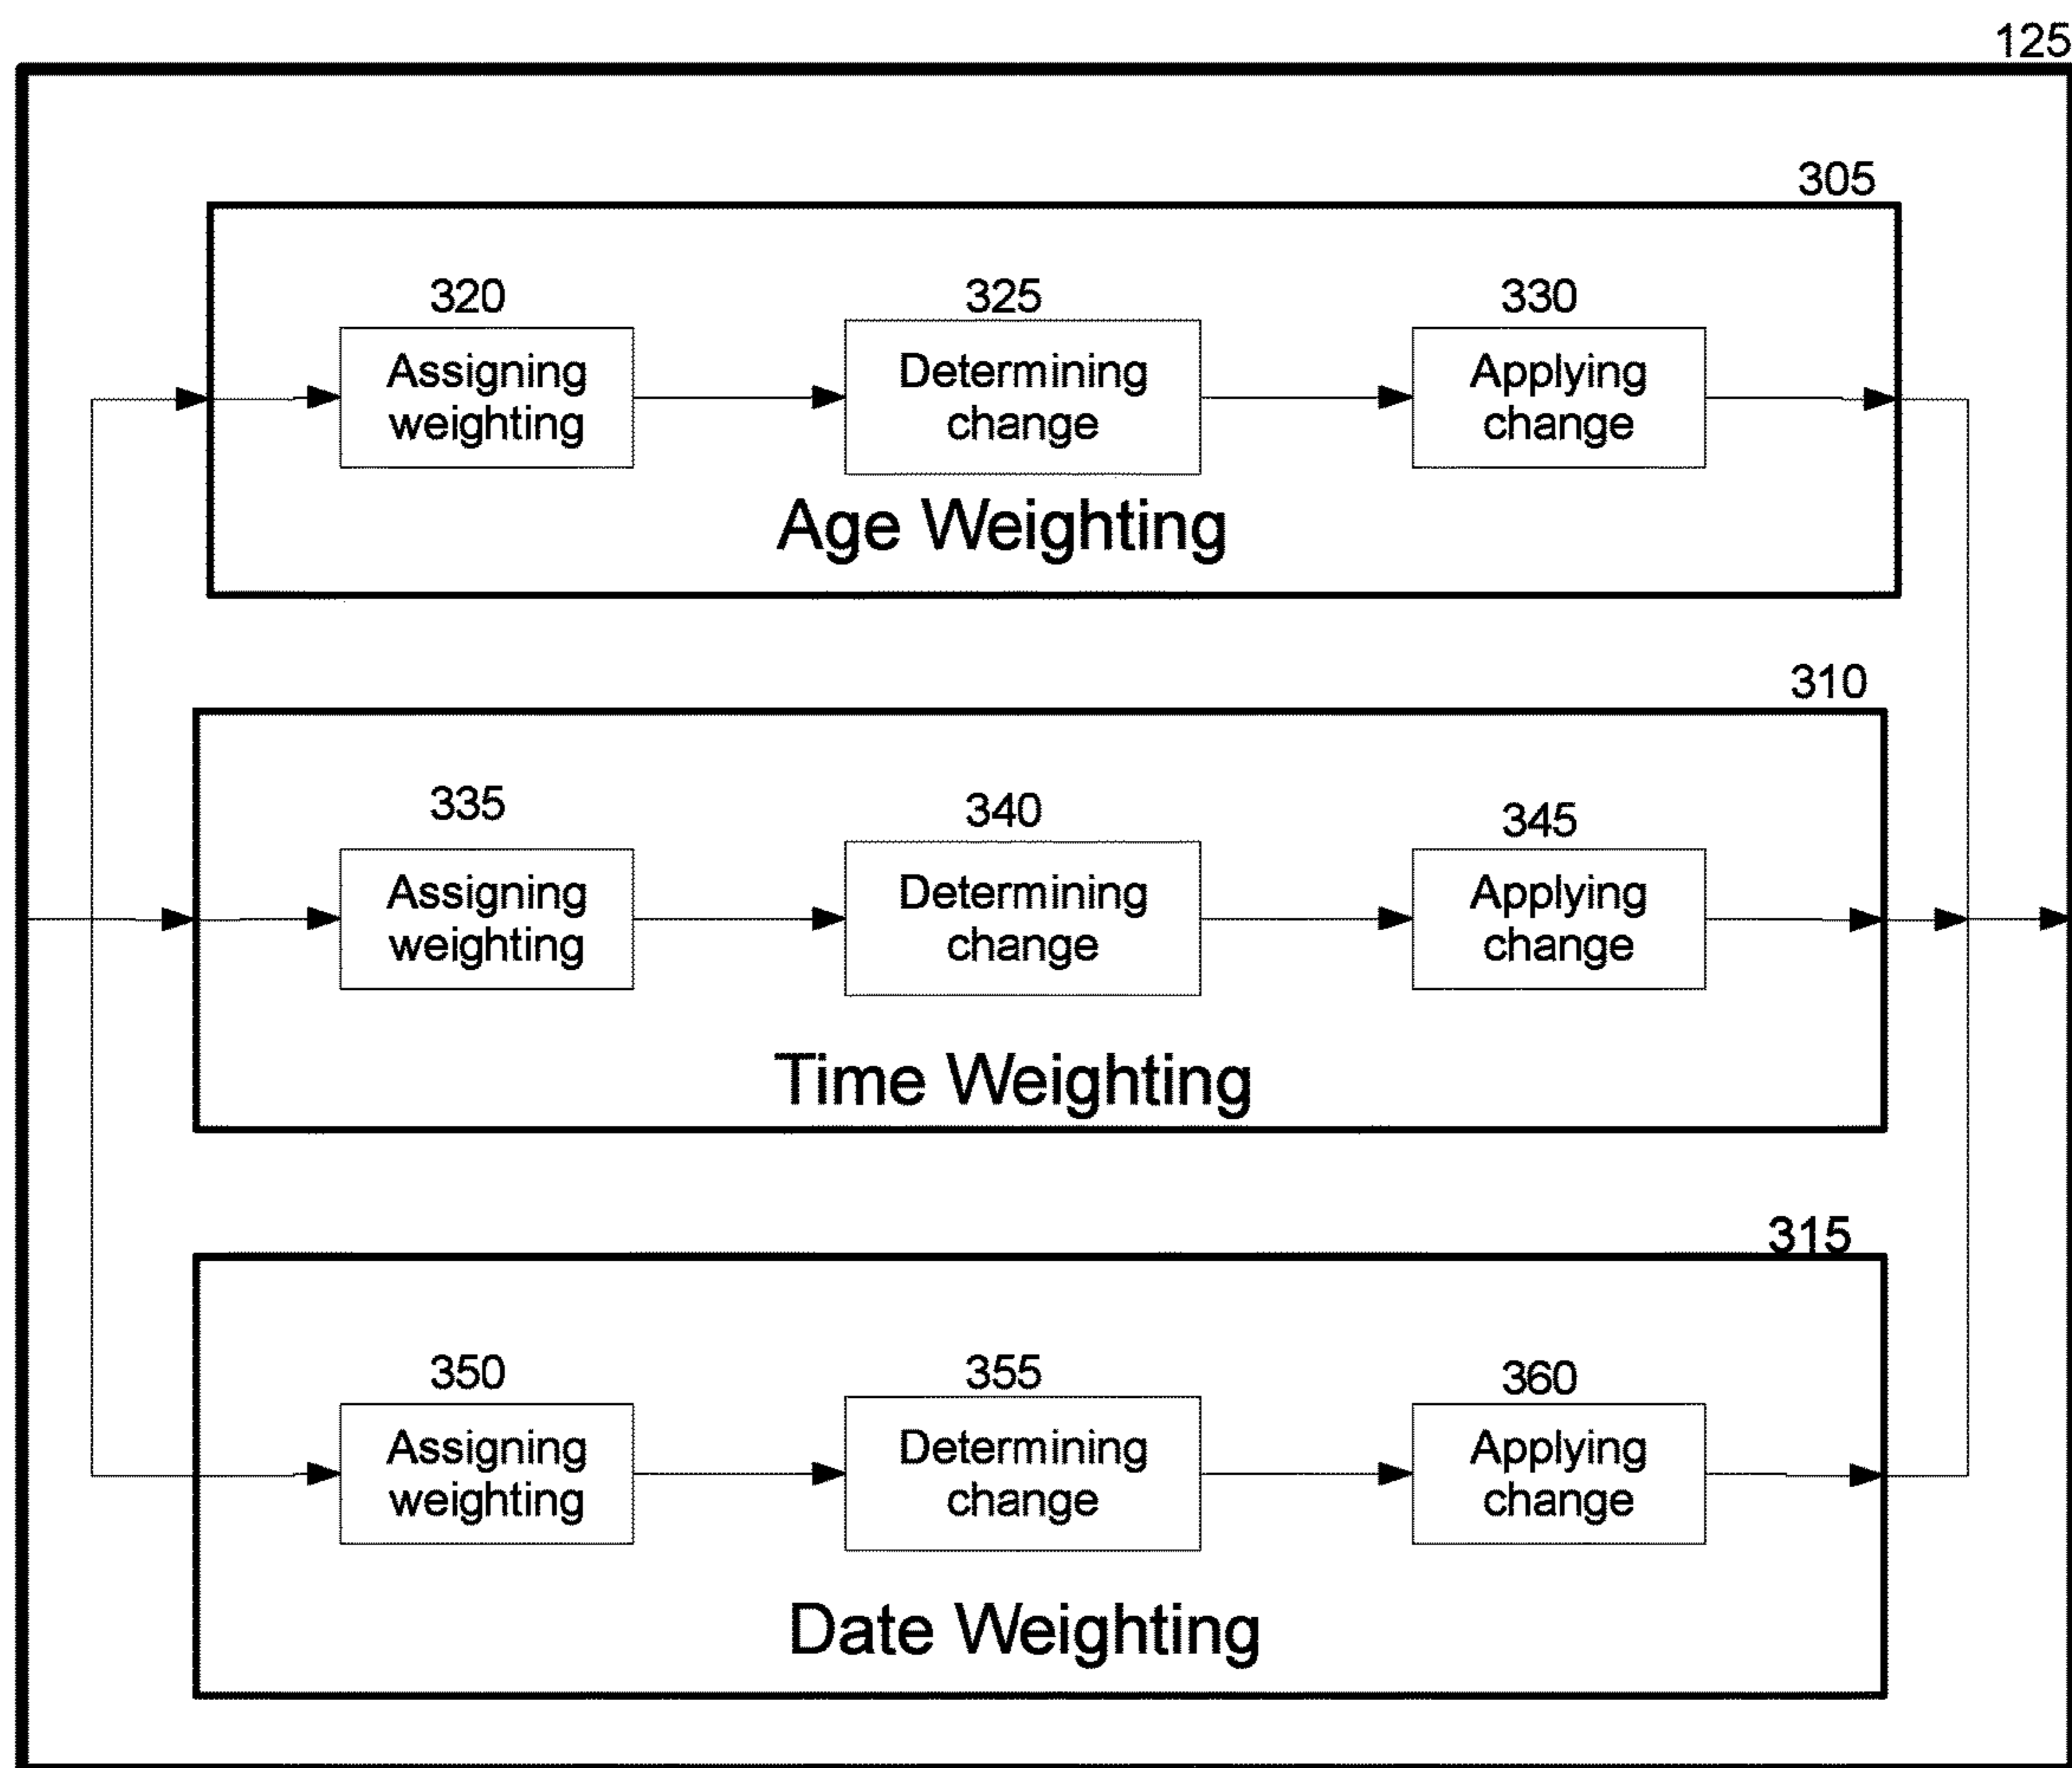 125
305
320
325
330
Assigning
weighting
Determining
change
Applying
change
Age Weighting
310
335
340
345
Assigning
weighting
Determining
change
Applying
change
Time Weighting
315
350
355
360
Assigning
weighting
Determining
change
Applying
change
Date Weighting